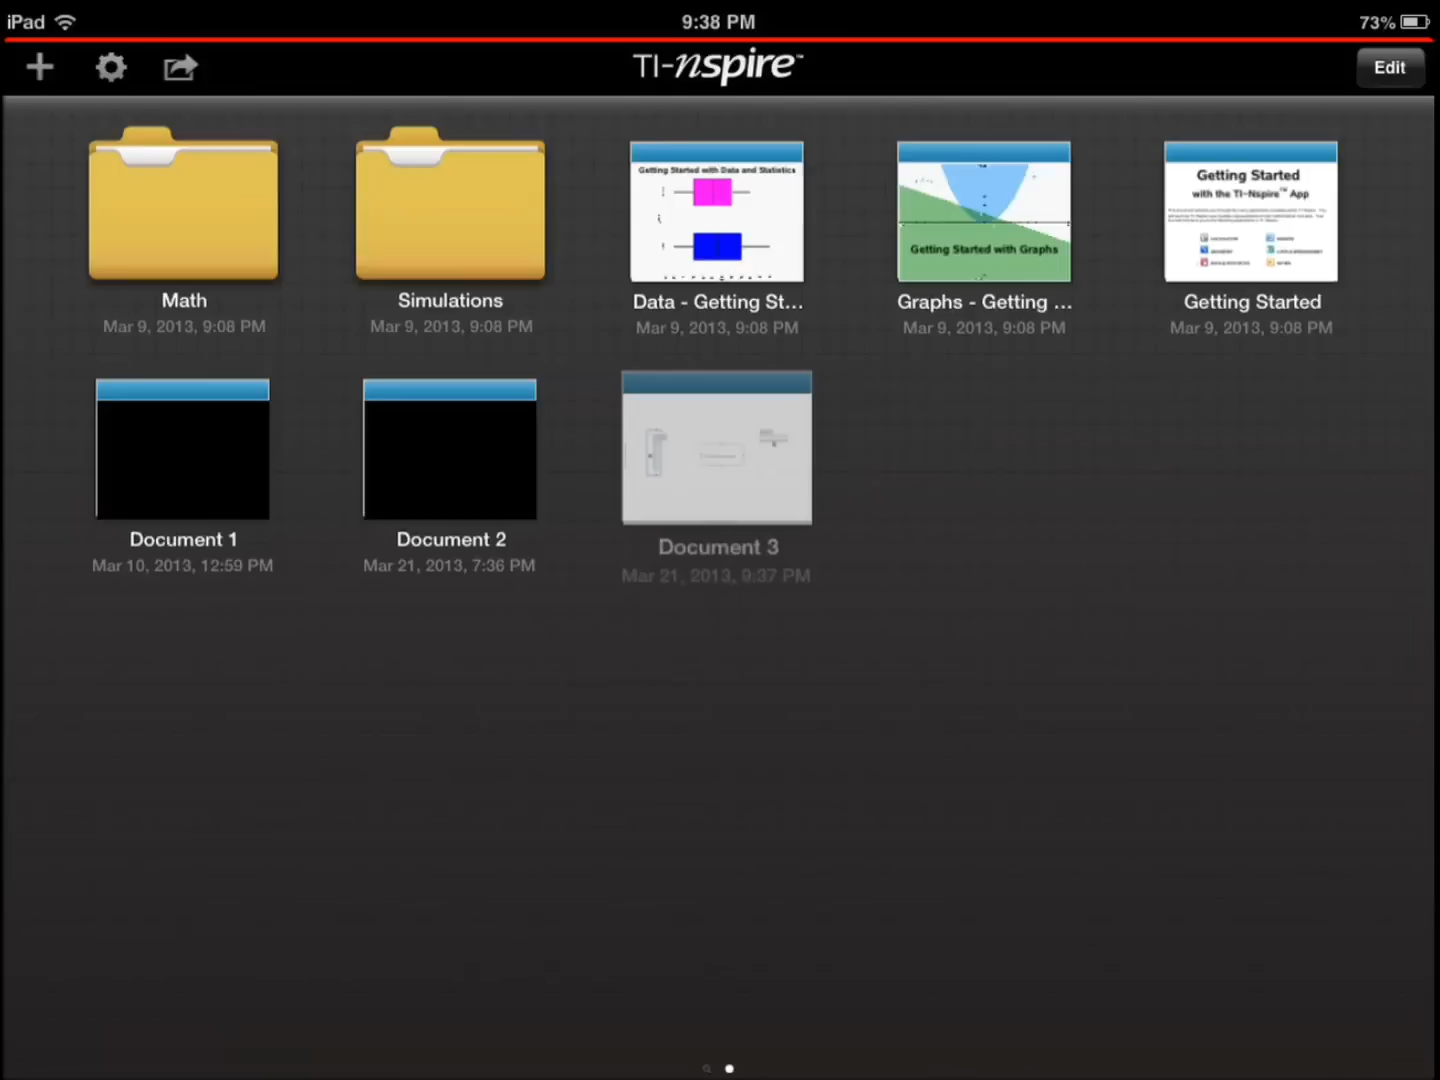 iPad 9:38 PM 73%
TI-nspire™ Edit
Getting Started with Data and Statistics
Getting Started with Graphs
Getting Started
with the TI-Nspire™ App
Math Simulations Data - Getting St... Graphs - Getting ... Getting Started
Mar 9, 2013, 9:08 PM Mar 9, 2013, 9:08 PM Mar 9, 2013, 9:08 PM Mar 9, 2013, 9:08 PM Mar 9, 2013, 9:08 PM
Document 1 Document 2 Document 3
Mar 10, 2013, 12:59 PM Mar 21, 2013, 7:36 PM Mar 21, 2013, 9:37 PM